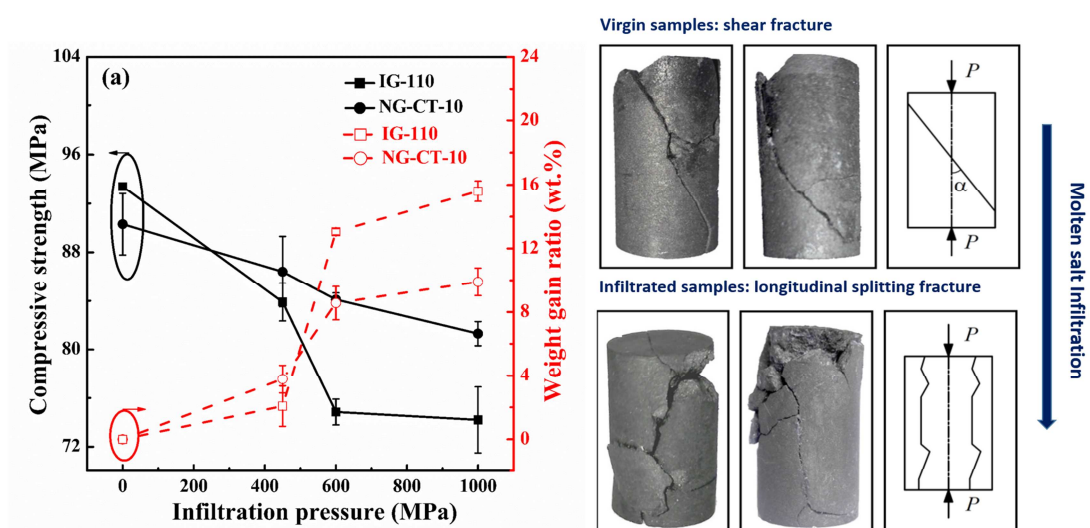 (a)
IG-110
NG-CT-10
IG-110
NG-CT-10
104
96
88
80
72
Compressive strength (MPa)
0
200
400
600
800
1000
Infiltration pressure (MPa)
24
20
16
12
8
4
0
Weight gain ratio (wt.%)
Virgin samples: shear fracture
P
α
P
Infiltrated samples: longitudinal splitting fracture
P
P
Molten salt Infiltration